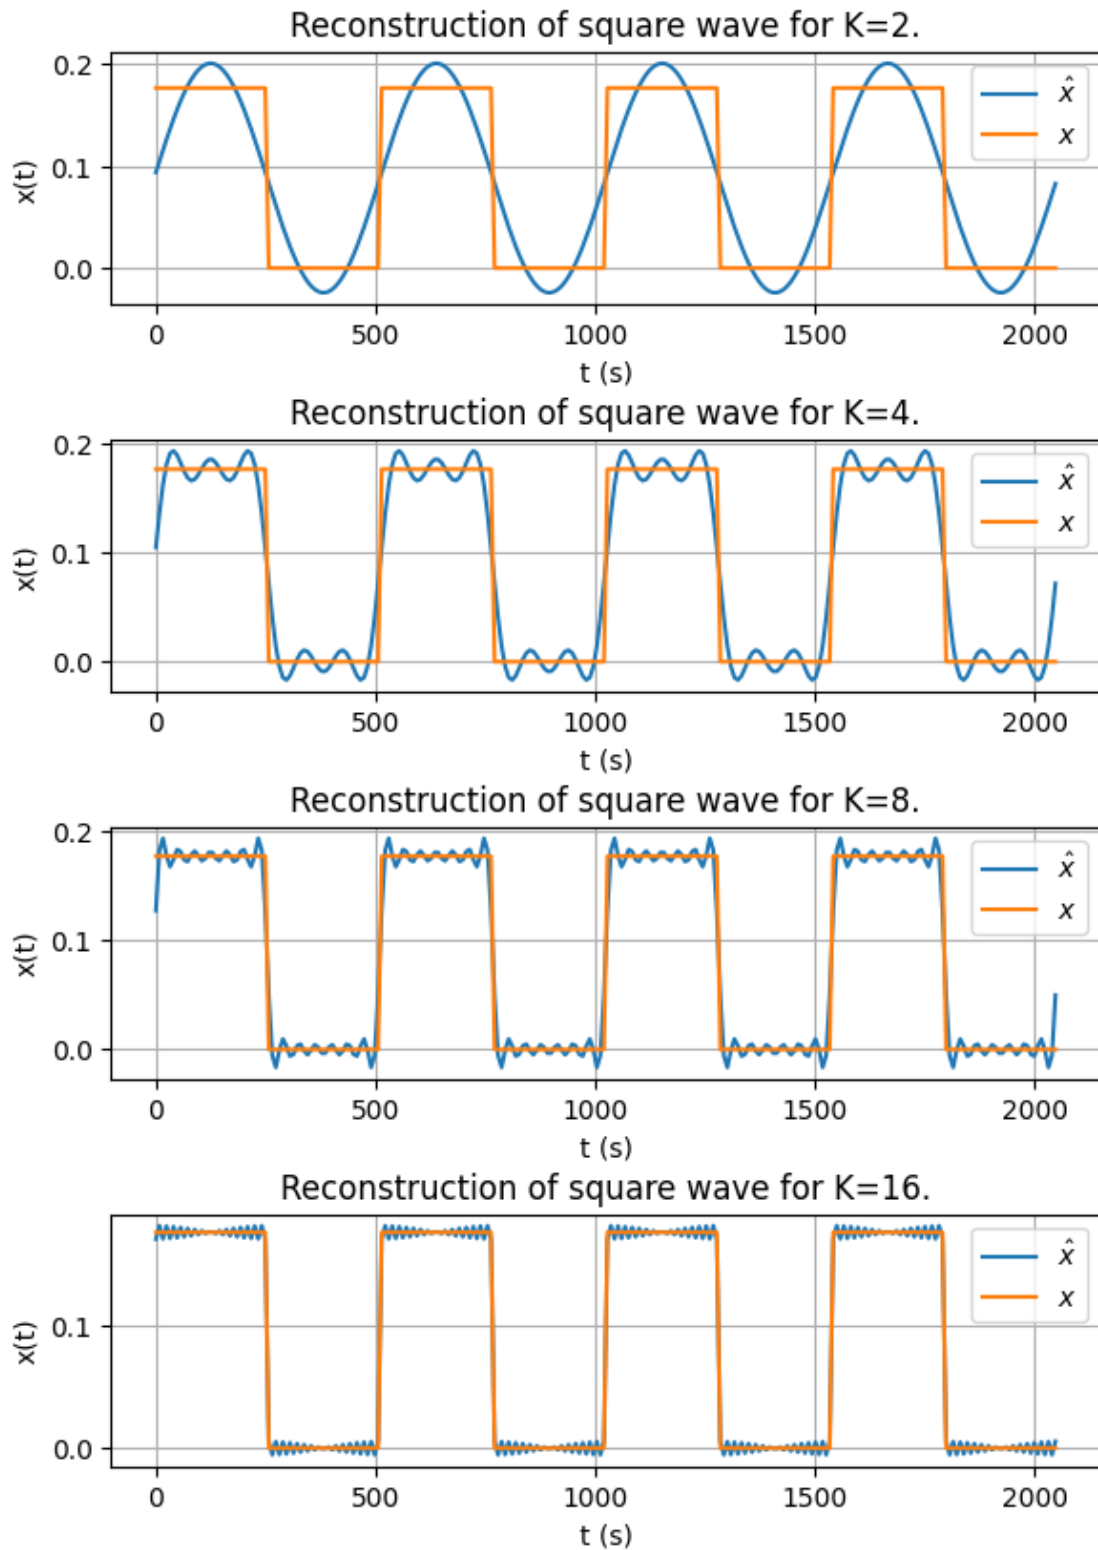 Reconstruction of square wave for K=2.
0.2
0.1
0.0
x(t)
x̂
x
0 500 1000 1500 2000
t (s)
Reconstruction of square wave for K=4.
0.2
0.1
0.0
x(t)
x̂
x
0 500 1000 1500 2000
t (s)
Reconstruction of square wave for K=8.
0.2
0.1
0.0
x(t)
x̂
x
0 500 1000 1500 2000
t (s)
Reconstruction of square wave for K=16.
0.1
0.0
x(t)
x̂
x
0 500 1000 1500 2000
t (s)